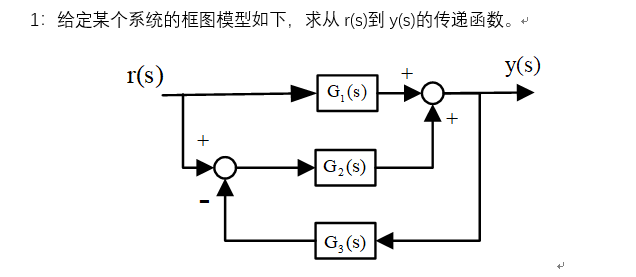 1：给定某个系统的框图模型如下，求从 r(s)到 y(s)的传递函数。
r(s)
G₁(s)
+
y(s)
+
+
G₂(s)
-
G₃(s)